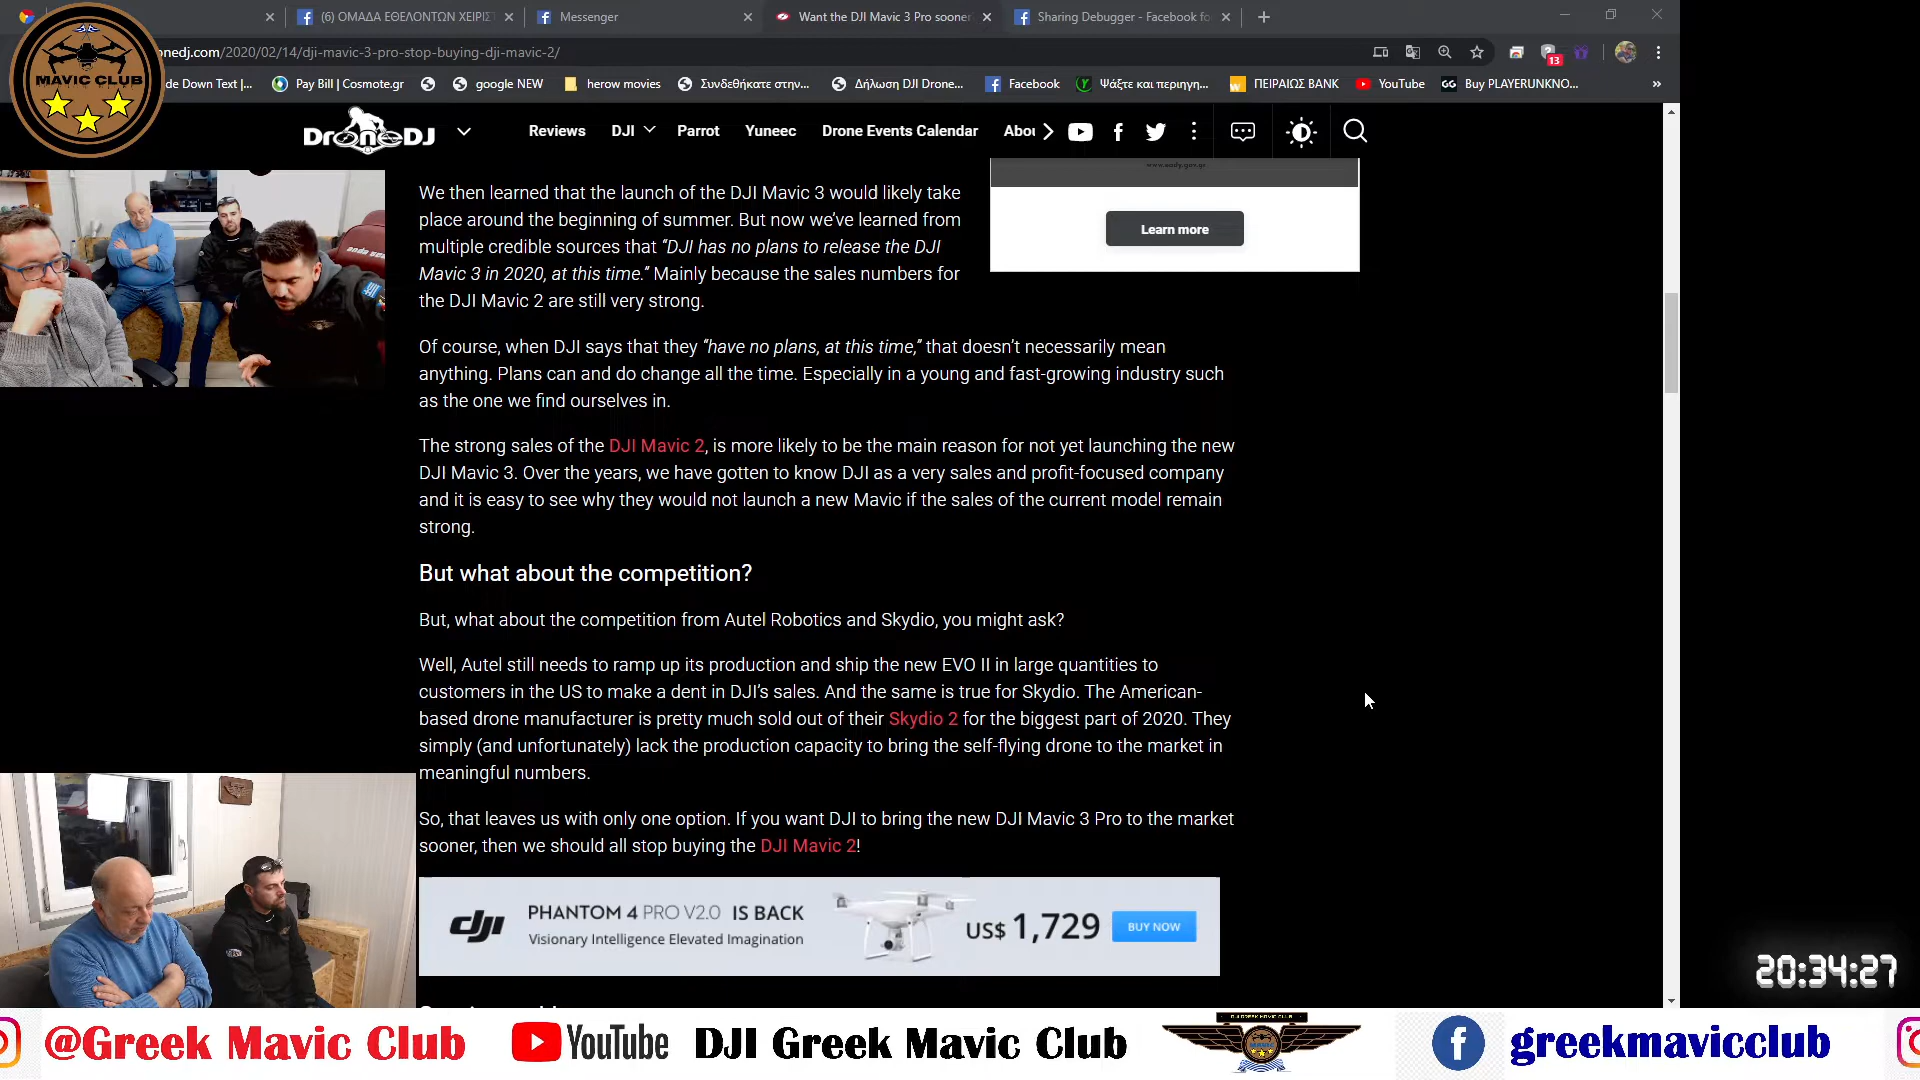 (6) ΟΜΑΔΑ ΕΘΕΛΟΝΤΩΝ ΧΕΙΡΙΣΤ
Messenger
Want the DJI Mavic 3 Pro sooner
Sharing Debugger - Facebook fo
onedj.com/2020/02/14/dji-mavic-3-pro-stop-buying-dji-mavic-2/
13
de Down Text |...
Pay Bill | Cosmote.gr
google NEW
herow movies
Συνδεθήκατε στην...
Δήλωση DJI Drone...
Facebook
Ψάξτε και περιηγη...
ΠΕΙΡΑΙΩΣ BANK
YouTube
GG
Buy PLAYERUNKNO...
»
MAVIC CLUB
DroneDJ
Reviews
DJI
Parrot
Yuneec
Drone Events Calendar
Abou
www.aody.gov.gr
Learn more
We then learned that the launch of the DJI Mavic 3 would likely take
place around the beginning of summer. But now we've learned from
multiple credible sources that “DJI has no plans to release the DJI
Mavic 3 in 2020, at this time.” Mainly because the sales numbers for
the DJI Mavic 2 are still very strong.
Of course, when DJI says that they “have no plans, at this time,” that doesn't necessarily mean
anything. Plans can and do change all the time. Especially in a young and fast-growing industry such
as the one we find ourselves in.
The strong sales of the DJI Mavic 2, is more likely to be the main reason for not yet launching the new
DJI Mavic 3. Over the years, we have gotten to know DJI as a very sales and profit-focused company
and it is easy to see why they would not launch a new Mavic if the sales of the current model remain
strong.
But what about the competition?
But, what about the competition from Autel Robotics and Skydio, you might ask?
Well, Autel still needs to ramp up its production and ship the new EVO II in large quantities to
customers in the US to make a dent in DJI's sales. And the same is true for Skydio. The American-
based drone manufacturer is pretty much sold out of their Skydio 2 for the biggest part of 2020. They
simply (and unfortunately) lack the production capacity to bring the self-flying drone to the market in
meaningful numbers.
So, that leaves us with only one option. If you want DJI to bring the new DJI Mavic 3 Pro to the market
sooner, then we should all stop buying the DJI Mavic 2!
dji
PHANTOM 4 PRO V2.0 IS BACK
Visionary Intelligence Elevated Imagination
US$ 1,729
BUY NOW
20:34:27
@Greek Mavic Club
YouTube
DJI Greek Mavic Club
DJI GREEK MAVIC CLUB
greekmavicclub